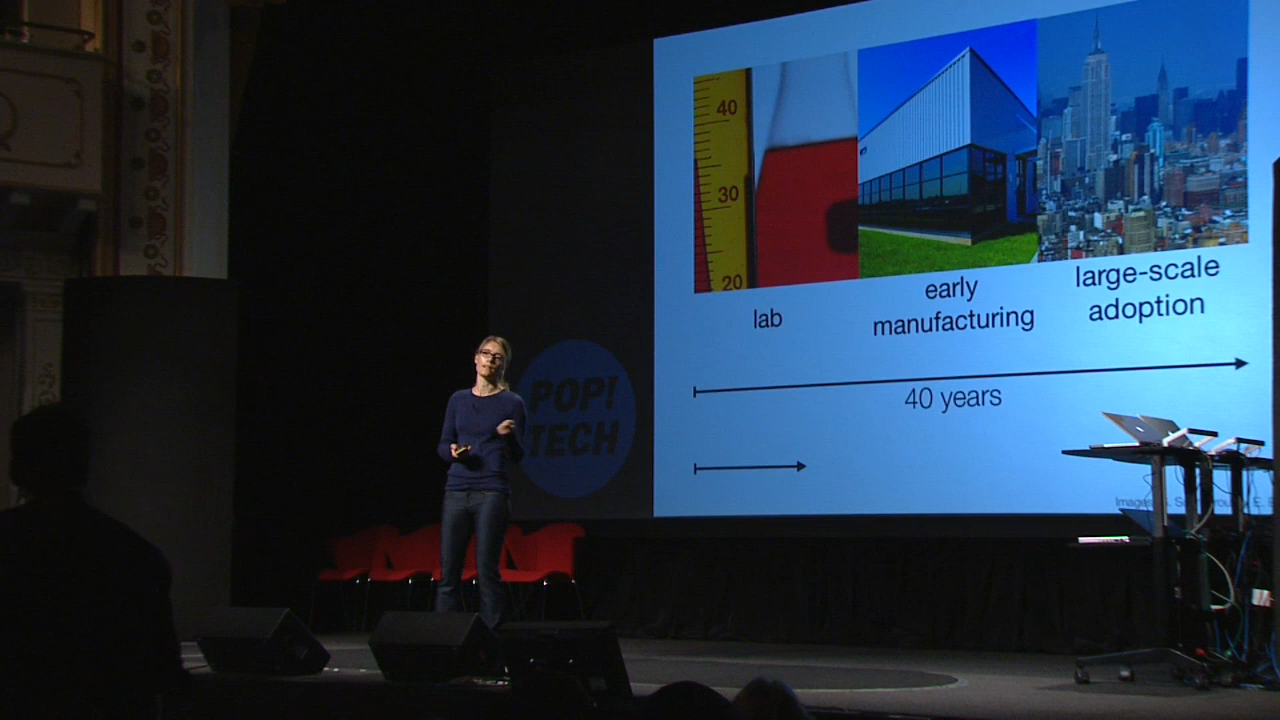 40
30
20
lab
early
manufacturing
large-scale
adoption
40 years
POP!
TECH